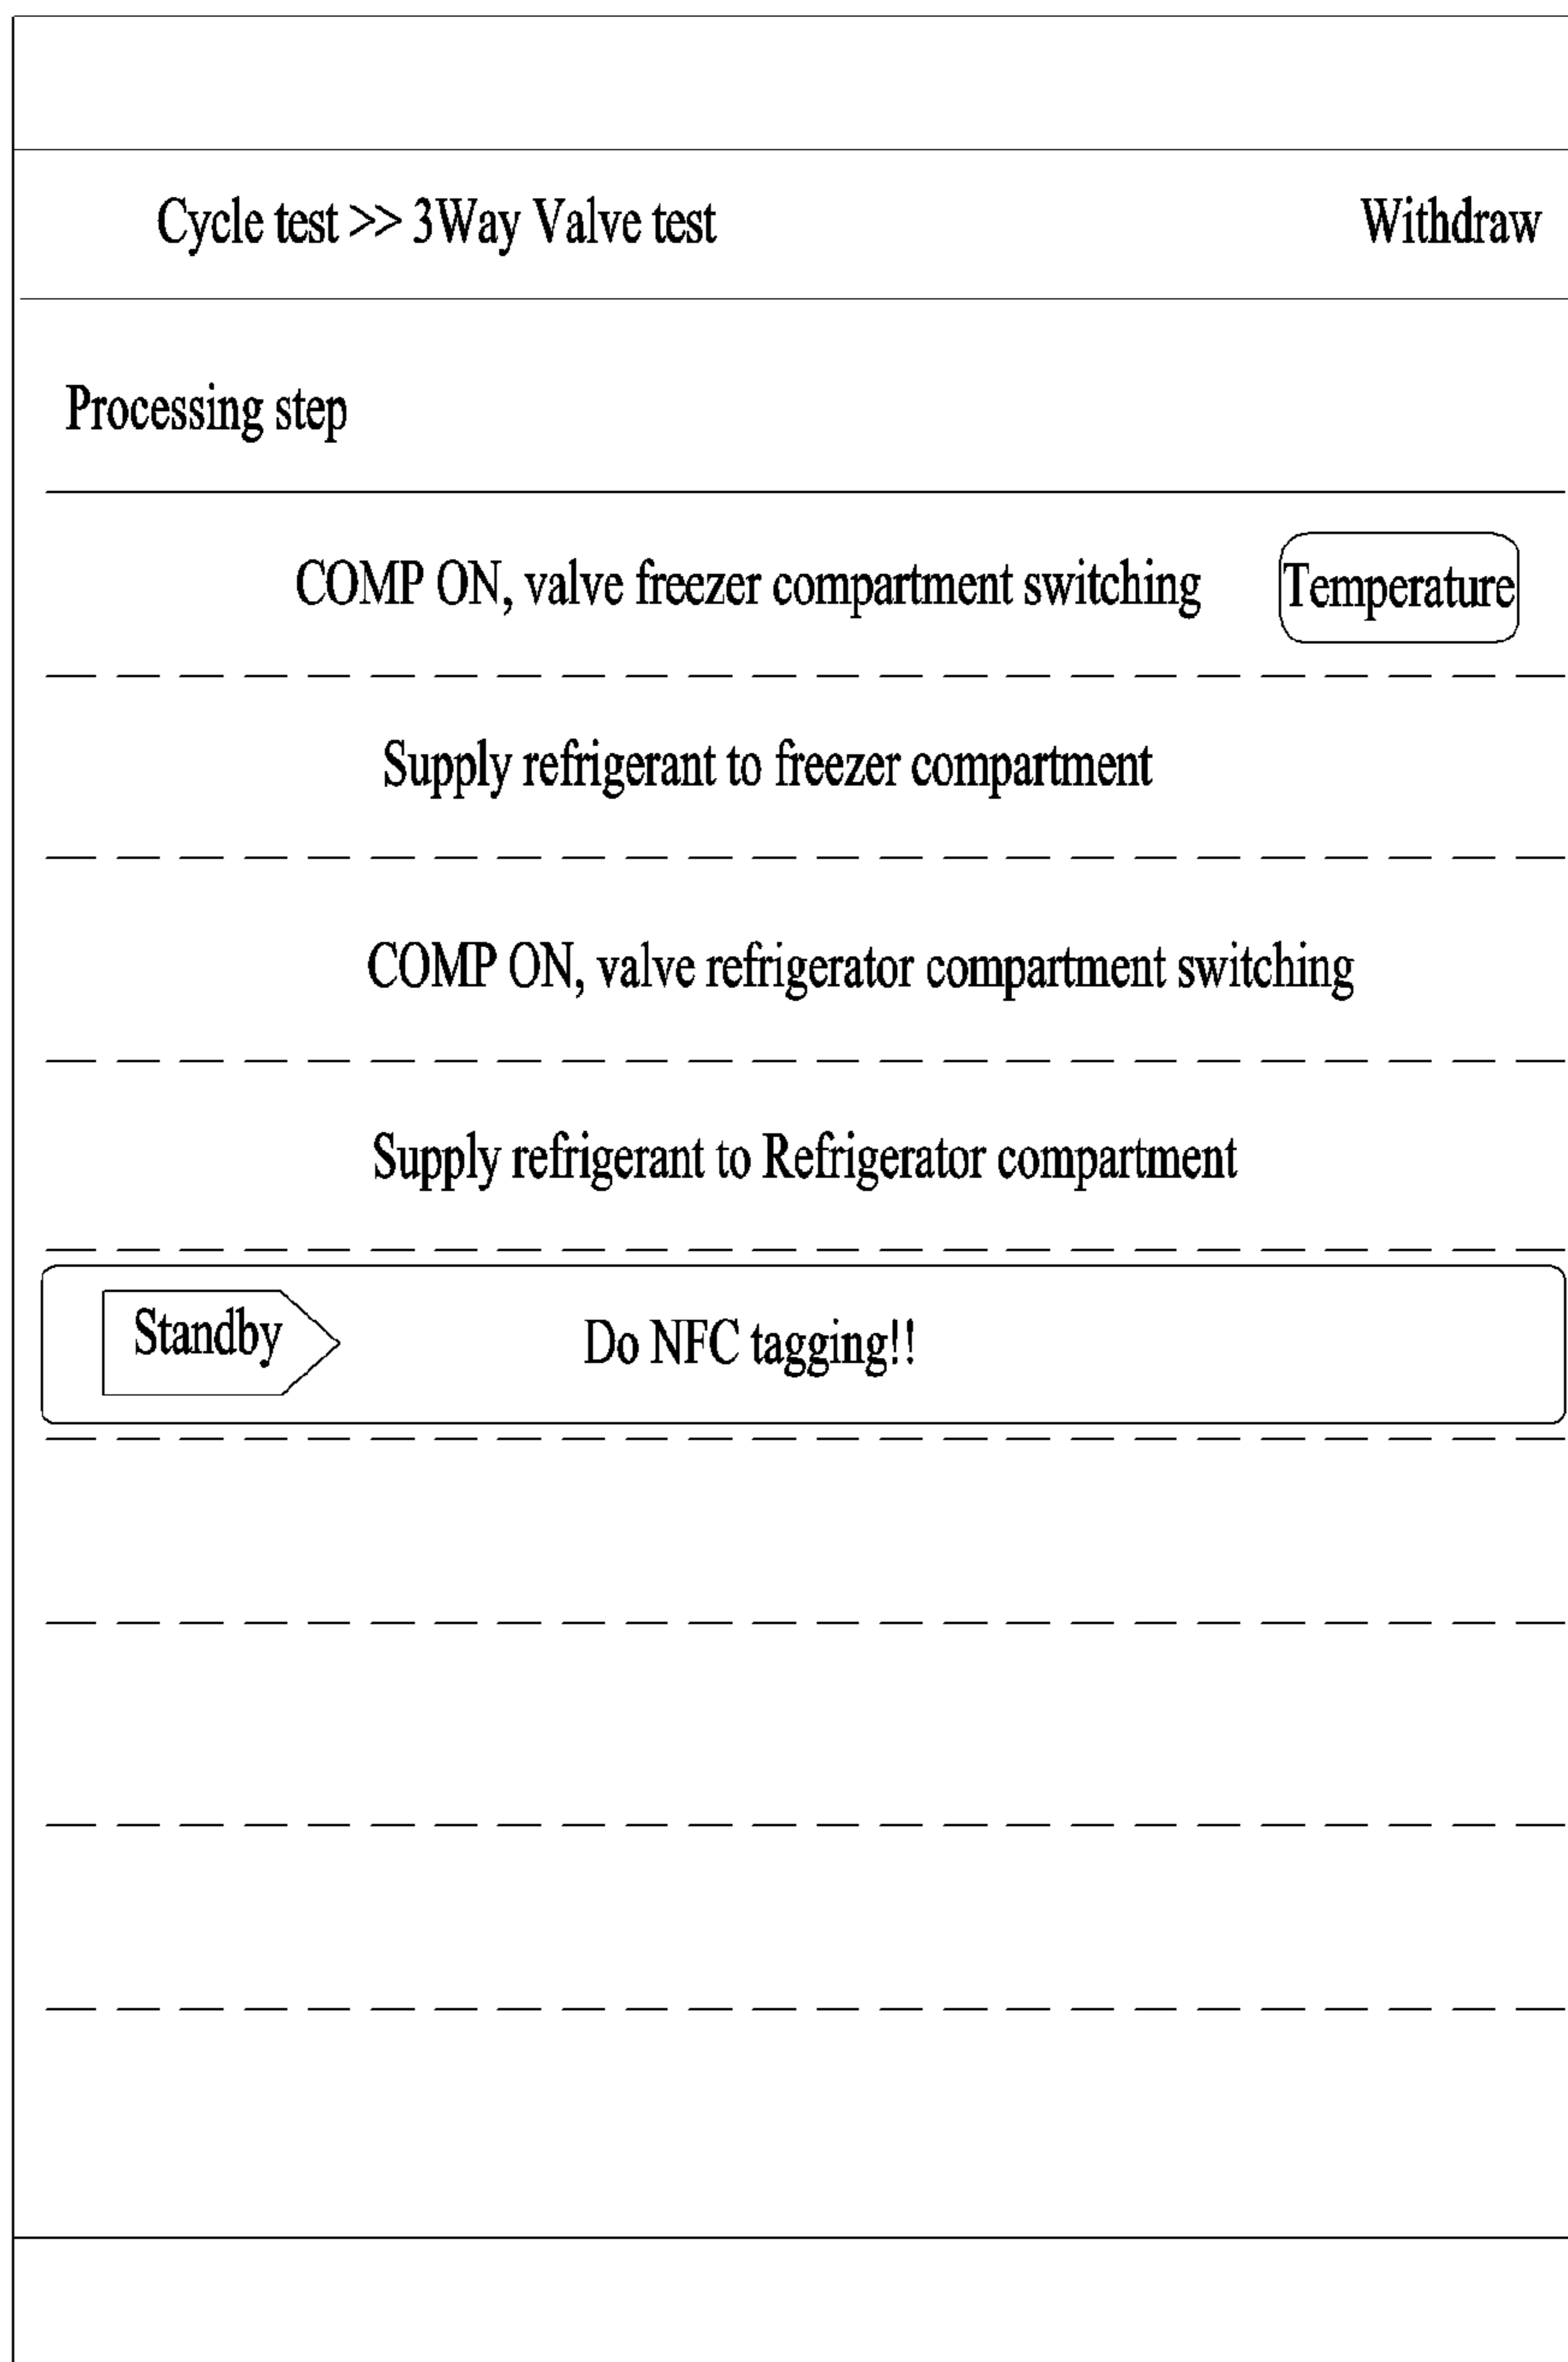 Cycle test >> 3Way Valve test Withdraw
Processing step
COMP ON, valve freezer compartment switching Temperature
Supply refrigerant to freezer compartment
COMP ON, valve refrigerator compartment switching
Supply refrigerant to Refrigerator compartment
Standby Do NFC tagging!!